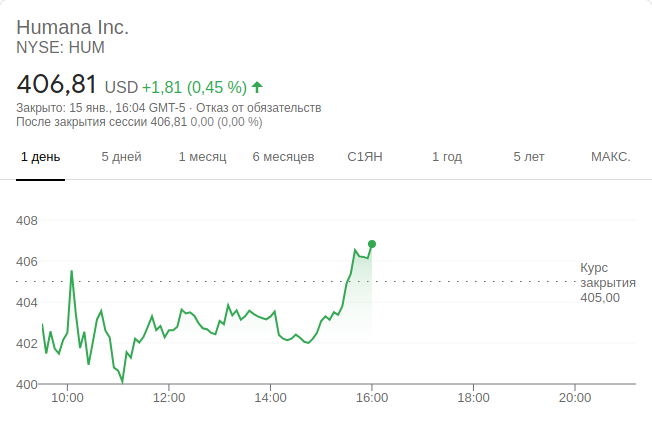 Humana Inc.
NYSE: HUM
406,81 USD +1,81 (0,45 %)
Закрыто: 15 янв., 16:04 GMT-5 · Отказ от обязательств
После закрытия сессии 406,81 0,00 (0,00 %)
1 день 5 дней 1 месяц 6 месяцев С1ЯН 1 год 5 лет МАКС.
408
406
Курс
закрытия
405,00
404
402
400
10:00 12:00 14:00 16:00 18:00 20:00